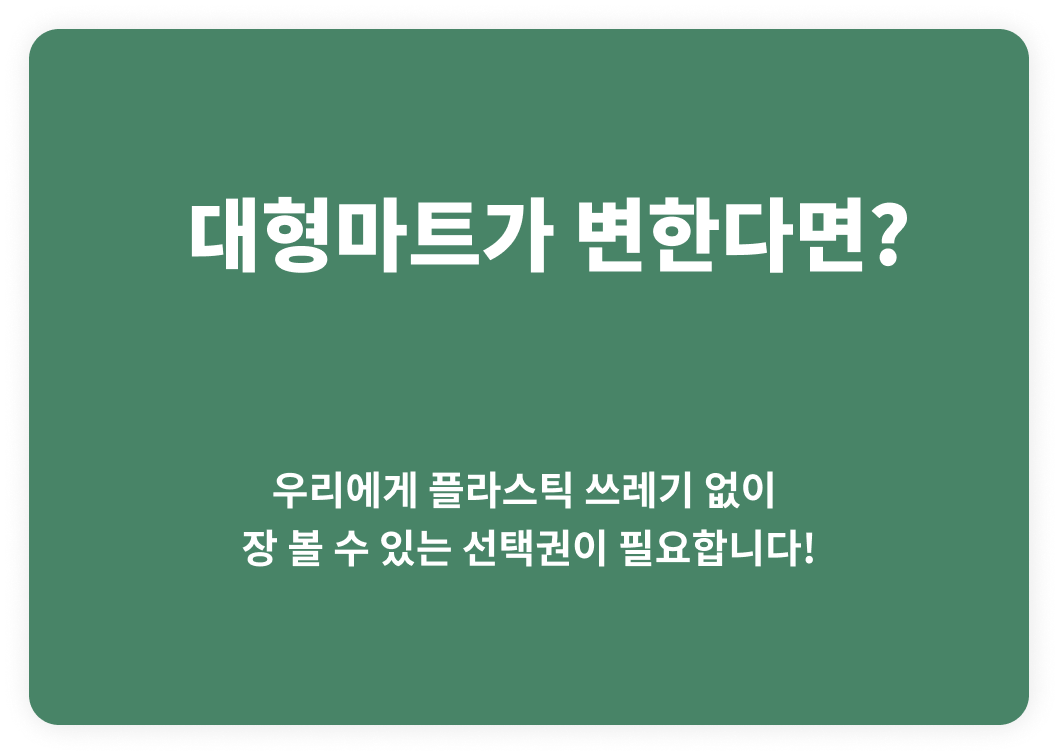 대형마트가 변한다면?
우리에게 플라스틱 쓰레기 없이
장 볼 수 있는 선택권이 필요합니다!